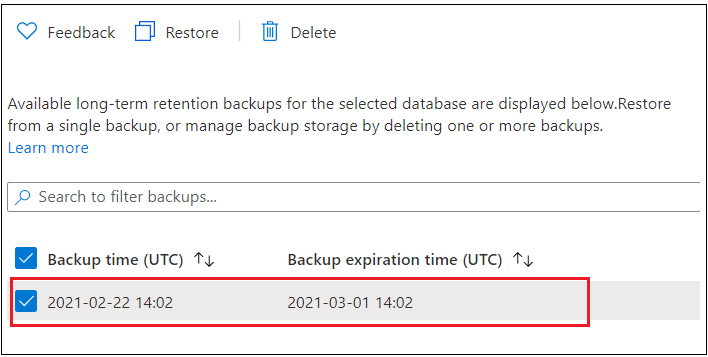 Feedback Restore Delete
Available long-term retention backups for the selected database are displayed below.Restore
from a single backup, or manage backup storage by deleting one or more backups.
Learn more
Search to filter backups...
Backup time (UTC) ↑↓ Backup expiration time (UTC) ↑↓
2021-02-22 14:02 2021-03-01 14:02